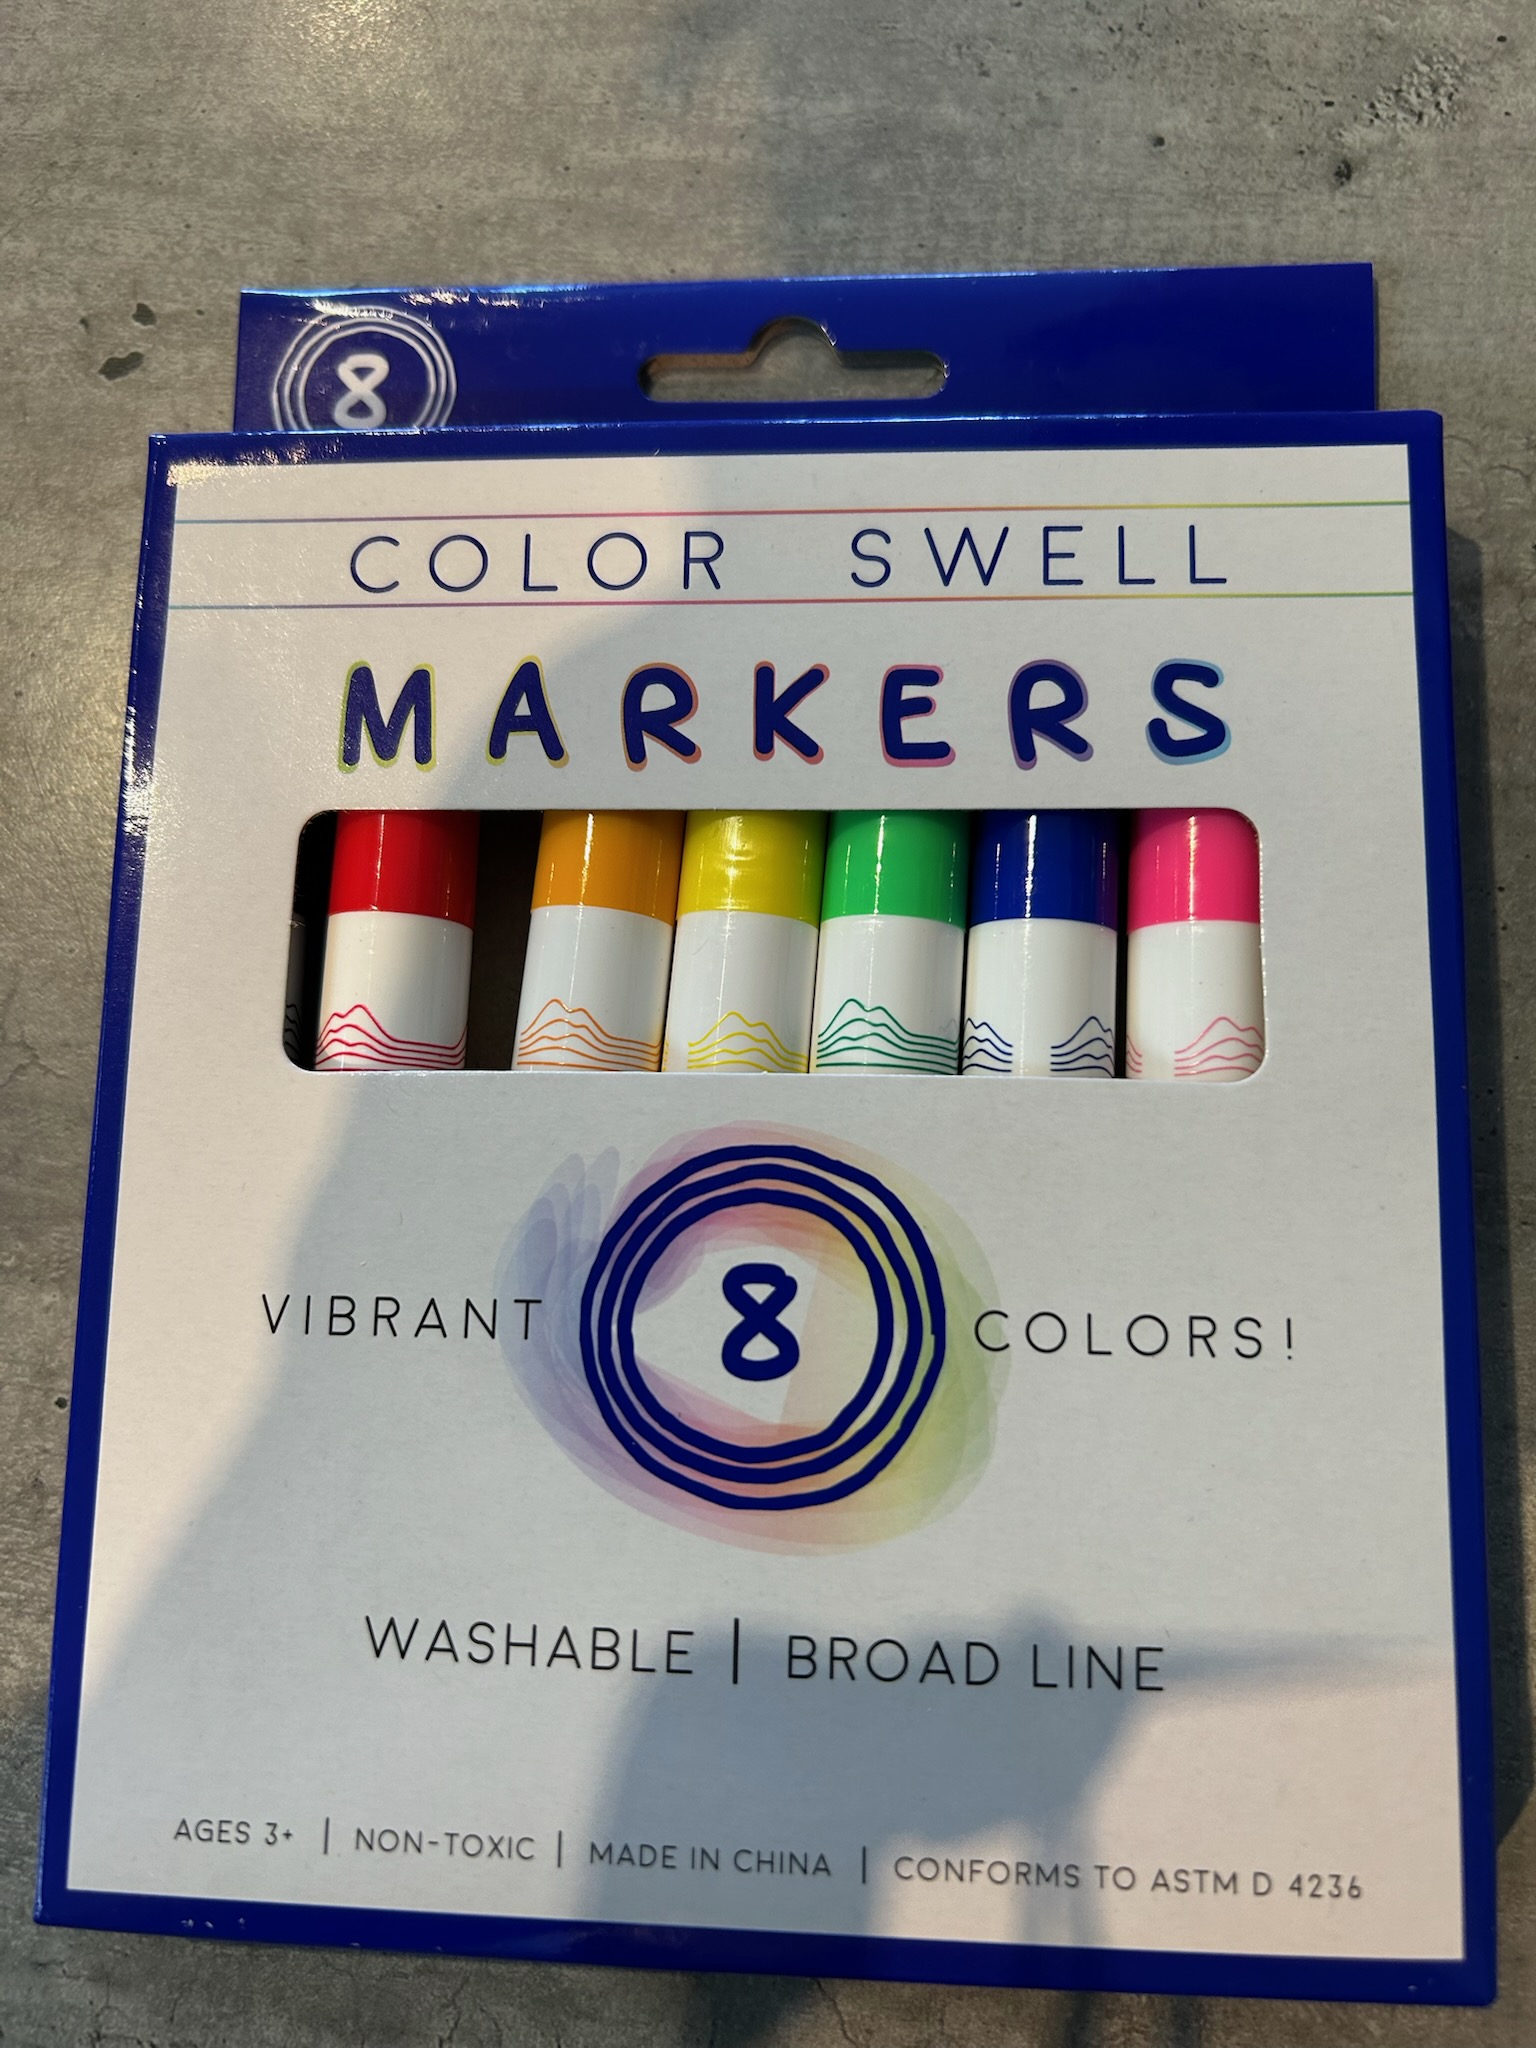 8
COLOR SWELL
MARKERS
VIBRANT 8 COLORS!
WASHABLE | BROAD LINE
AGES 3+ | NON-TOXIC | MADE IN CHINA | CONFORMS TO ASTM D 4236